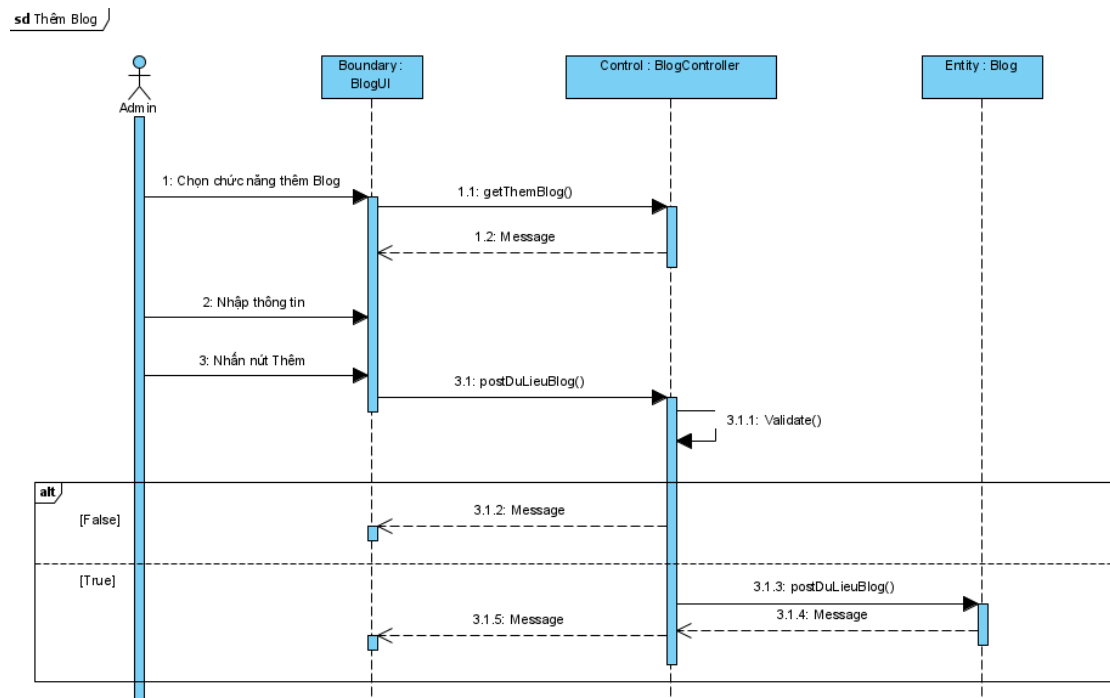 sd Thêm Blog
Admin
Boundary :
BlogUI
Control : BlogController
Entity : Blog
1: Chọn chức năng thêm Blog
1.1: getThemBlog()
1.2: Message
2: Nhập thông tin
3: Nhấn nút Thêm
3.1: postDuLieuBlog()
3.1.1: Validate()
alt
[False]
3.1.2: Message
[True]
3.1.3: postDuLieuBlog()
3.1.4: Message
3.1.5: Message